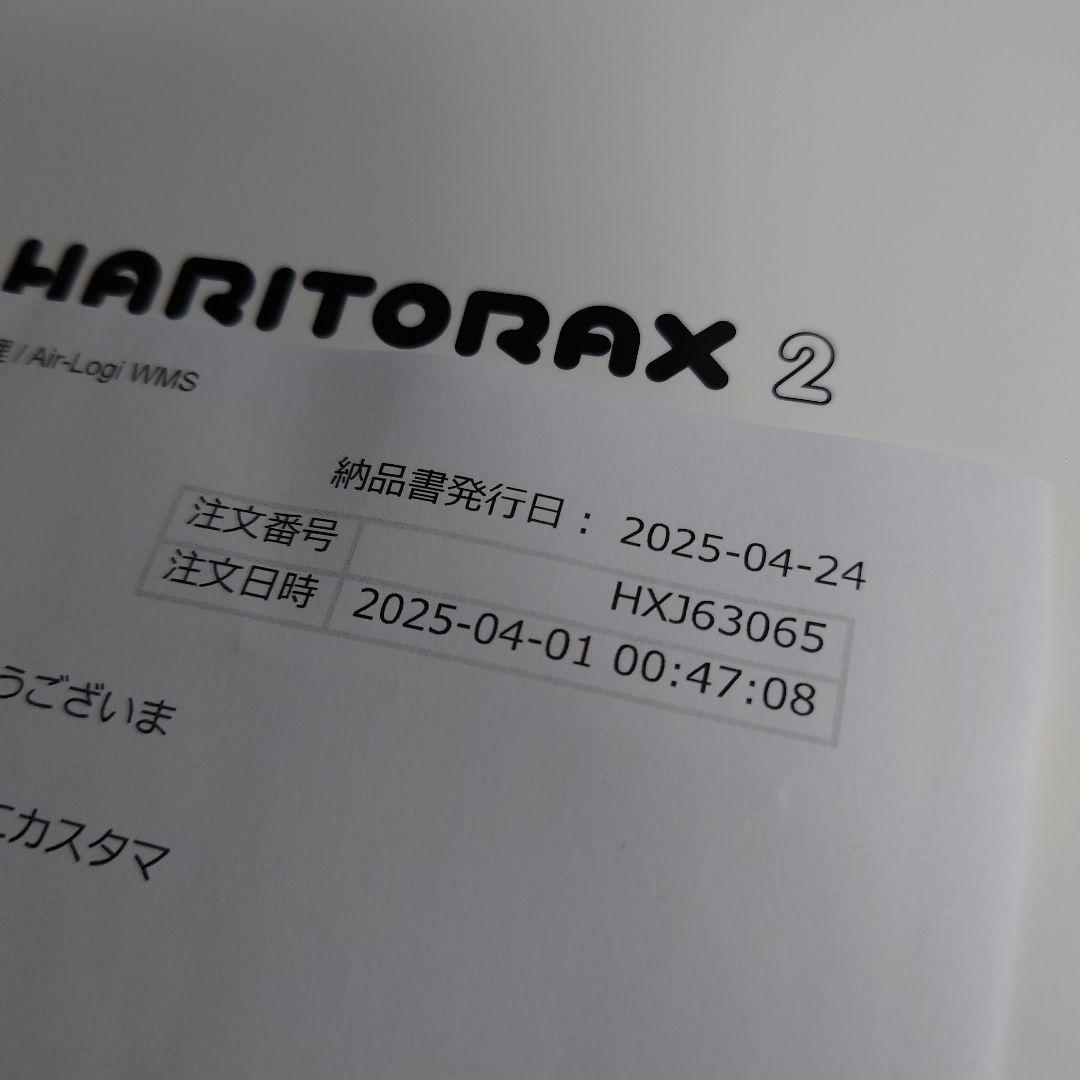 HARITORAX 2
理 / Air-Logi WMS
納品書発行日： 2025-04-24
注文番号 HXJ63065
注文日時 2025-04-01 00:47:08
うございま
にカスタマ